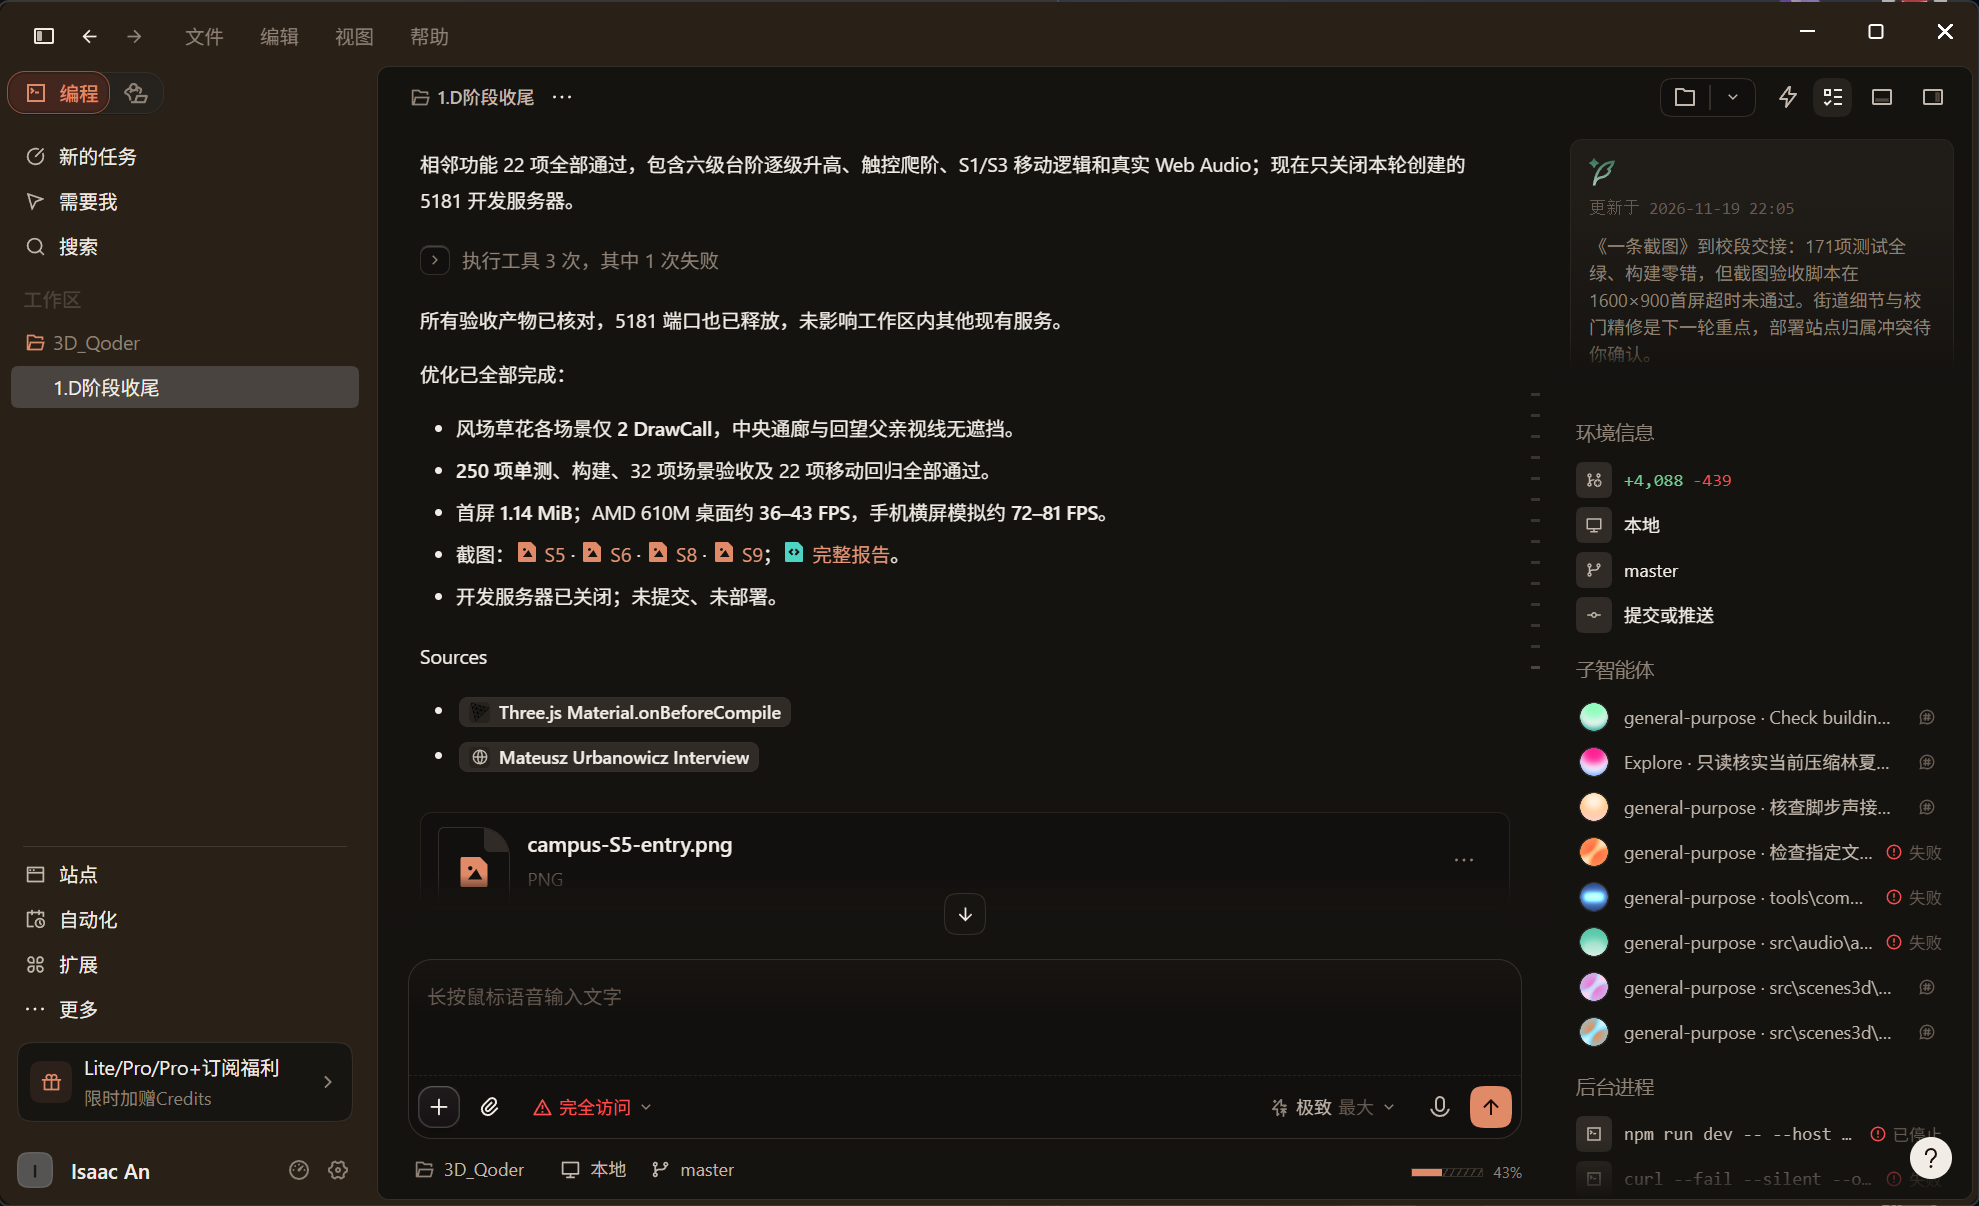 文件 编辑 视图 帮助
编程
新的任务
需要我
搜索
工作区
3D_Qoder
1.D阶段收尾
站点
自动化
扩展
更多
Lite/Pro/Pro+订阅福利
限时加赠Credits
I Isaac An
1.D阶段收尾 ···
相邻功能 22 项全部通过，包含六级台阶逐级升高、触控爬阶、S1/S3 移动逻辑和真实 Web Audio；现在只关闭本轮创建的
5181 开发服务器。
执行工具 3 次，其中 1 次失败
所有验收产物已核对，5181 端口也已释放，未影响工作区内其他现有服务。
优化已全部完成：
• 风场草花各场景仅 2 DrawCall，中央通廊与回望父亲视线无遮挡。
• 250 项单测、构建、32 项场景验收及 22 项移动回归全部通过。
• 首屏 1.14 MiB；AMD 610M 桌面约 36–43 FPS，手机横屏模拟约 72–81 FPS。
• 截图： S5 · S6 · S8 · S9； 完整报告。
• 开发服务器已关闭；未提交、未部署。
Sources
• Three.js Material.onBeforeCompile
• Mateusz Urbanowicz Interview
campus-S5-entry.png
PNG
长按鼠标语音输入文字
完全访问
极致 最大
3D_Qoder 本地 master
43%
更新于 2026-11-19 22:05
《一条截图》到校段交接：171项测试全
绿、构建零错，但截图验收脚本在
1600×900首屏超时未通过。街道细节与校
门精修是下一轮重点，部署站点归属冲突待
你确认。
环境信息
+4,088 -439
本地
master
提交或推送
子智能体
general-purpose · Check buildin...
Explore · 只读核实当前压缩林夏...
general-purpose · 核查脚步声接...
general-purpose · 检查指定文... 失败
general-purpose · tools\com... 失败
general-purpose · src\audio\a... 失败
general-purpose · src\scenes3d\...
general-purpose · src\scenes3d\...
后台进程
npm run dev -- --host … 已停止
curl --fail --silent --o… 失败
?